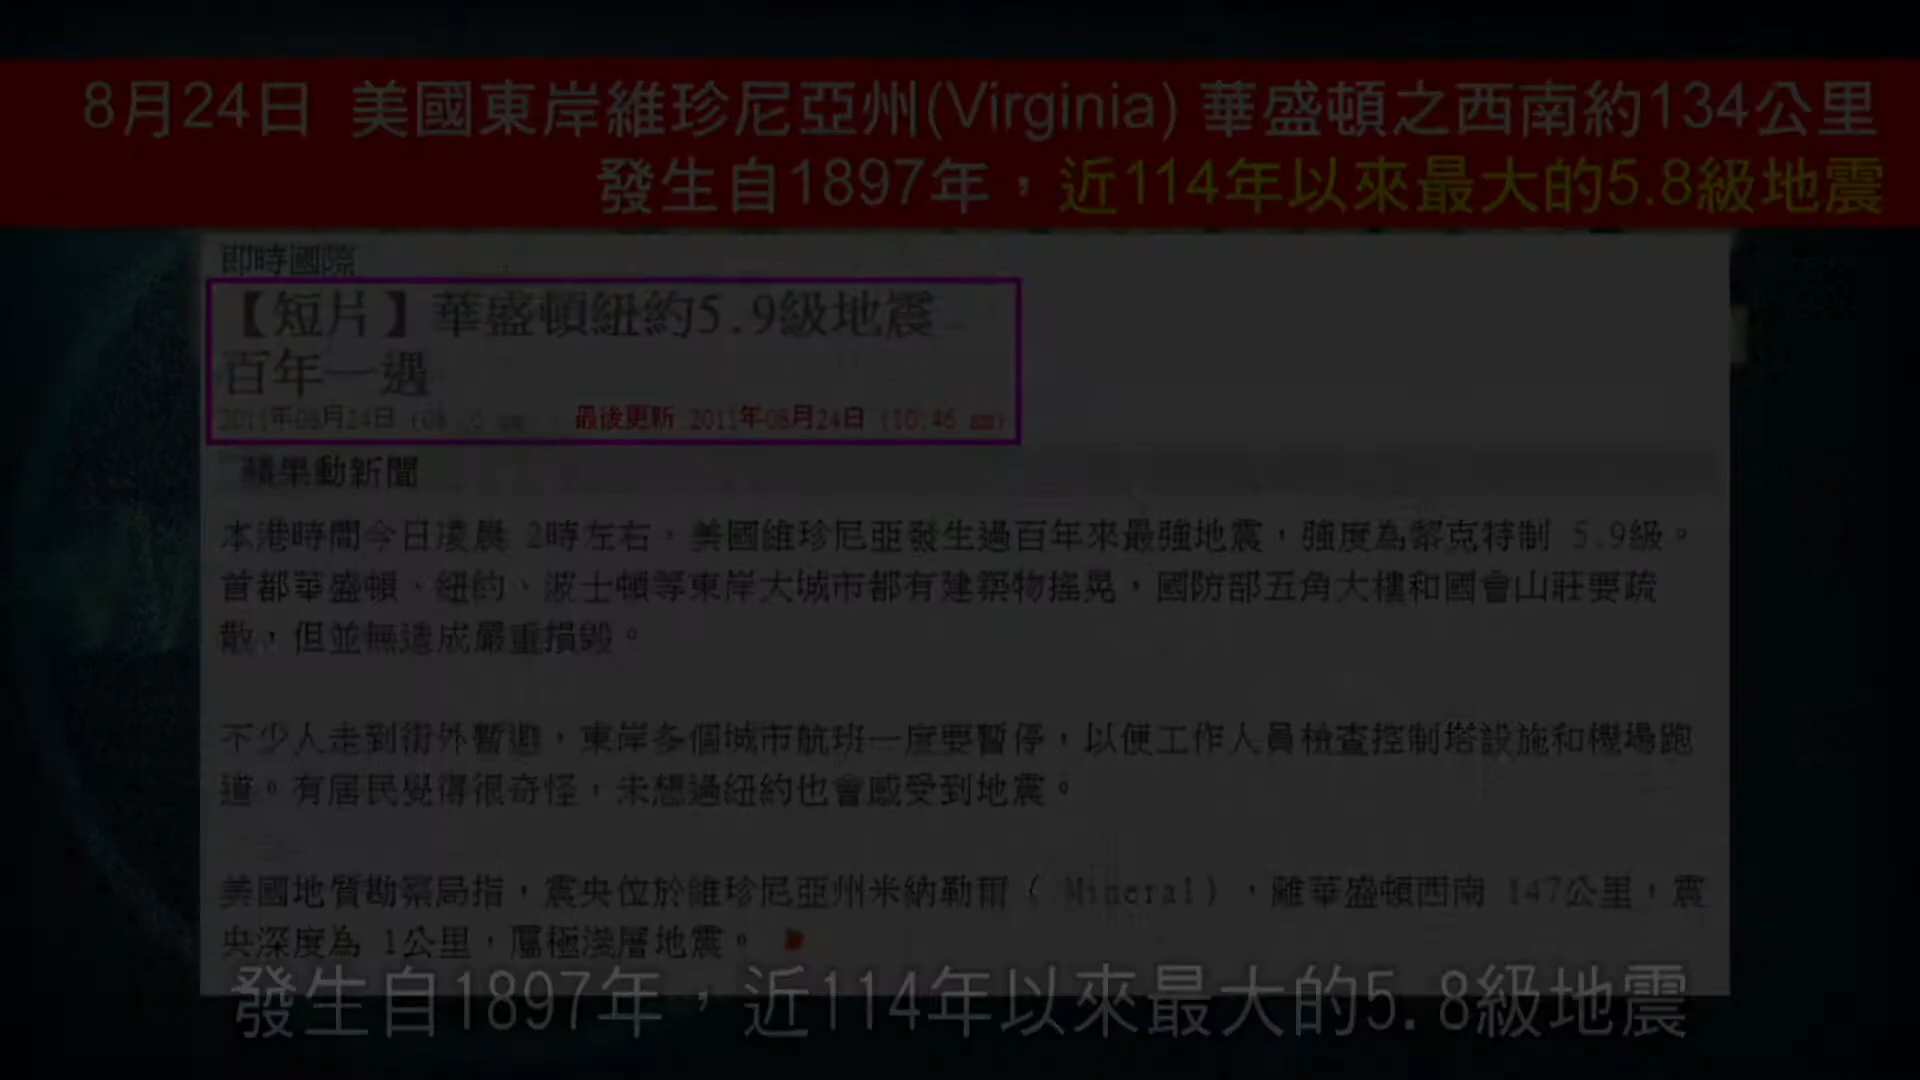 8月24日 美國東岸維珍尼亞州(Virginia) 華盛頓之西南約134公里
發生自1897年，近114年以來最大的5.8級地震
即時國際
【短片】華盛頓紐約5.9級地震
百年一遇
2011年08月24日 最後更新 2011年08月24日 (10:46 am)
蘋果動新聞
本港時間今日凌晨 2時左右，美國維珍尼亞發生過百年來最強地震，強度為黎克特制 5.9級。
首都華盛頓、紐約、波士頓等東岸大城市都有建築物搖晃，國防部五角大樓和國會山莊要疏
散，但並無造成嚴重損毀。
不少人走到街外暫避，東岸多個城市航班一度要暫停，以便工作人員檢查控制塔設施和機場跑
道。有居民覺得很奇怪，未想過紐約也會感受到地震。
美國地質勘察局指，震央位於維珍尼亞州米納勒爾（ Mineral），離華盛頓西南 147公里，震
央深度為 1公里，屬極淺層地震。
發生自1897年，近114年以來最大的5.8級地震